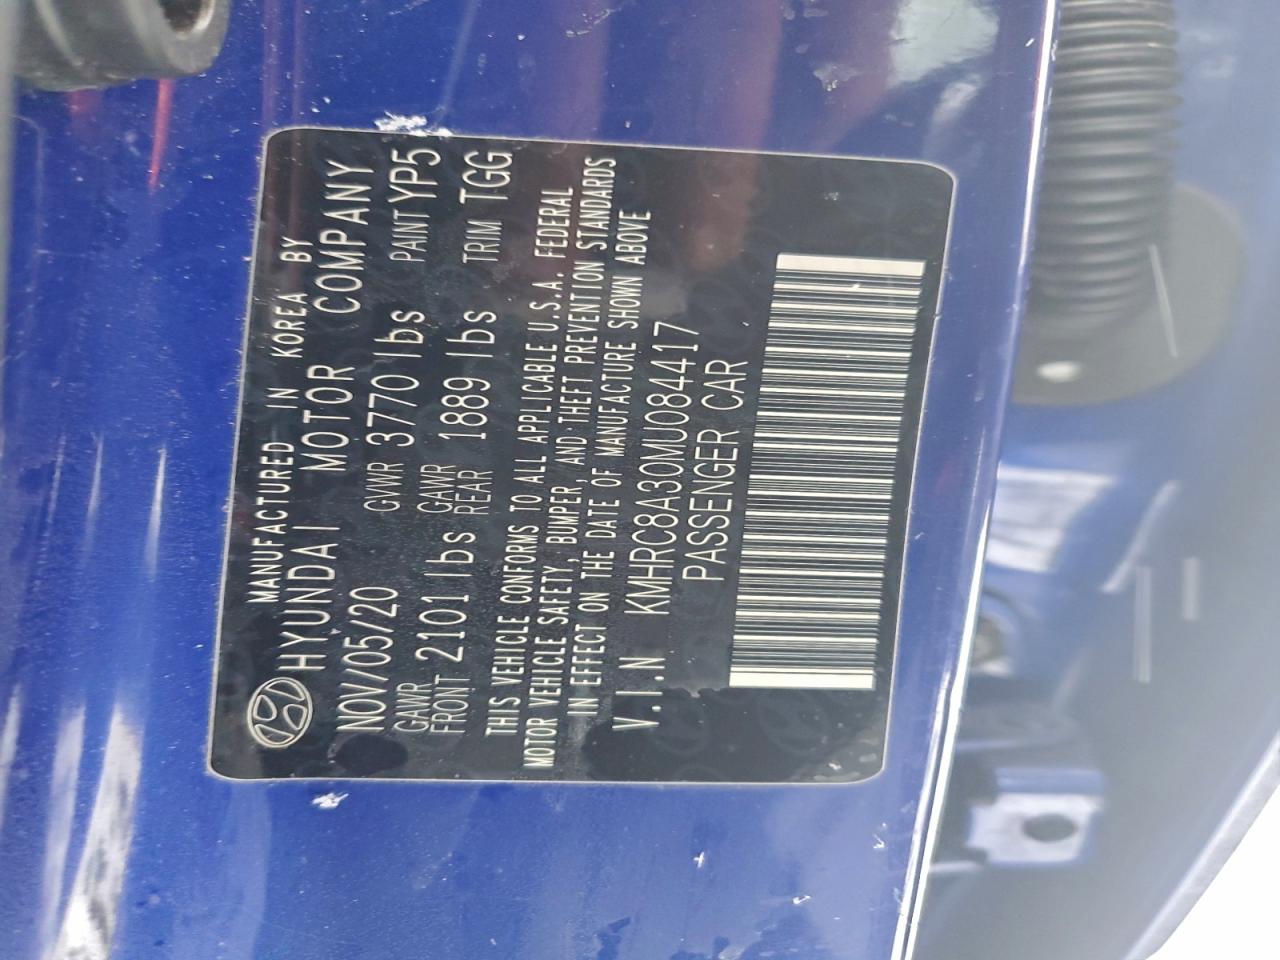 MANUFACTURED IN KOREA BY
HYUNDAI MOTOR COMPANY
NOV/05/20 GVWR 3770 lbs PAINT YP5
GAWR FRONT 2101 lbs GAWR REAR 1889 lbs TRIM TGG
THIS VEHICLE CONFORMS TO ALL APPLICABLE U.S.A. FEDERAL
MOTOR VEHICLE SAFETY, BUMPER, AND THEFT PREVENTION STANDARDS
IN EFFECT ON THE DATE OF MANUFACTURE SHOWN ABOVE
V.I.N KMHRC8A30MU084417
PASSENGER CAR